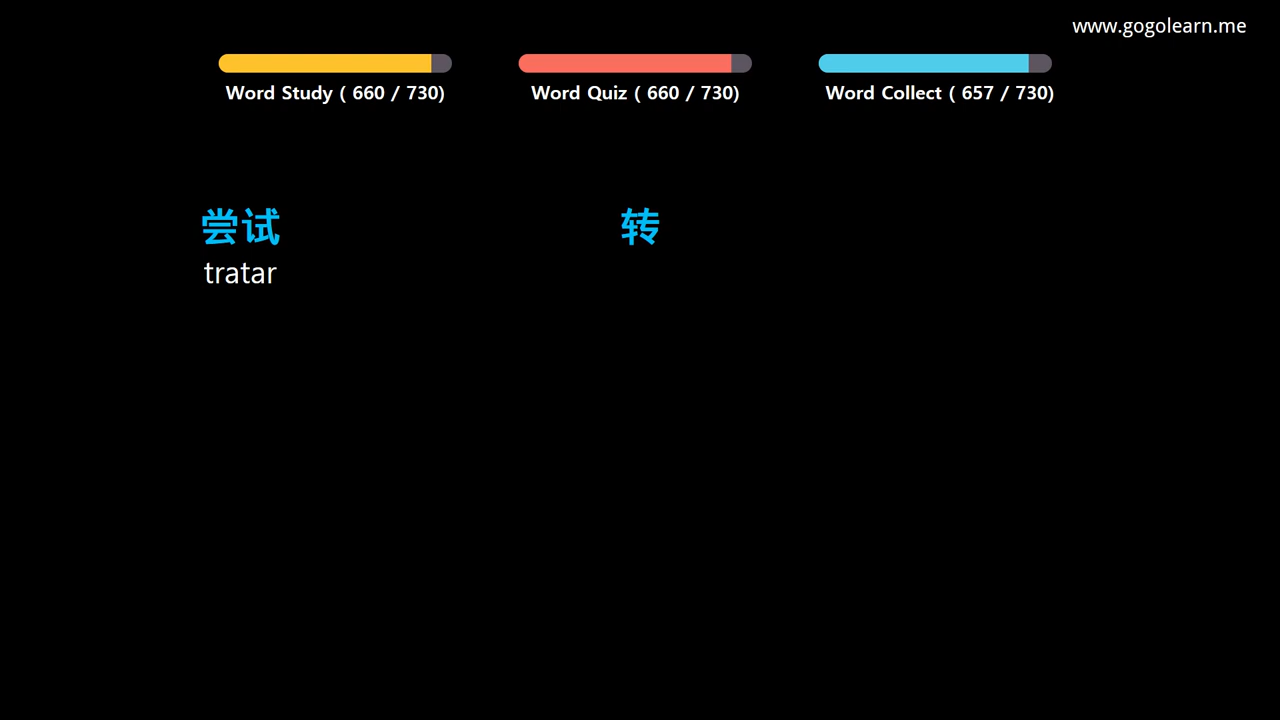 www.gogolearn.me
Word Study ( 660 / 730)
Word Quiz ( 660 / 730)
Word Collect ( 657 / 730)
尝试
tratar
转